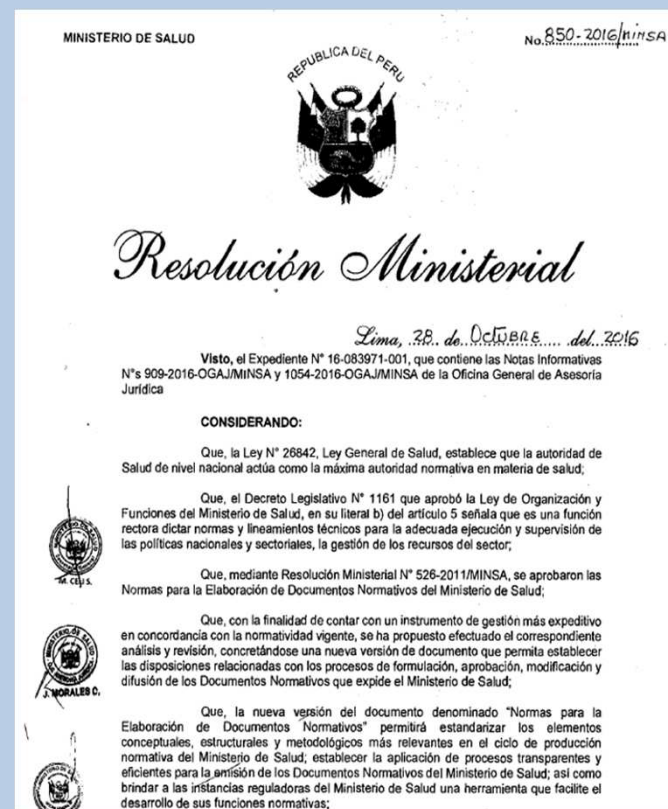 MINISTERIO DE SALUD
No. 850-2016/MINSA
REPUBLICA DEL PERU
Resolución Ministerial
Lima, 28 de OCTUBRE del 2016
Visto, el Expediente N° 16-083971-001, que contiene las Notas Informativas
N°s 909-2016-OGAJ/MINSA y 1054-2016-OGAJ/MINSA de la Oficina General de Asesoría
Jurídica
CONSIDERANDO:
Que, la Ley N° 26842, Ley General de Salud, establece que la autoridad de
Salud de nivel nacional actúa como la máxima autoridad normativa en materia de salud;
Que, el Decreto Legislativo N° 1161 que aprobó la Ley de Organización y
Funciones del Ministerio de Salud, en su literal b) del artículo 5 señala que es una función
rectora dictar normas y lineamientos técnicos para la adecuada ejecución y supervisión de
las políticas nacionales y sectoriales, la gestión de los recursos del sector;
M. CEJ S.
Que, mediante Resolución Ministerial N° 526-2011/MINSA, se aprobaron las
Normas para la Elaboración de Documentos Normativos del Ministerio de Salud;
Que, con la finalidad de contar con un instrumento de gestión más expeditivo
en concordancia con la normatividad vigente, se ha propuesto efectuado el correspondiente
análisis y revisión, concretándose una nueva versión de documento que permita establecer
las disposiciones relacionadas con los procesos de formulación, aprobación, modificación y
difusión de los Documentos Normativos que expide el Ministerio de Salud;
J. MORALES C.
Que, la nueva versión del documento denominado "Normas para la
Elaboración de Documentos Normativos" permitirá estandarizar los elementos
conceptuales, estructurales y metodológicos más relevantes en el ciclo de producción
normativa del Ministerio de Salud; establecer la aplicación de procesos transparentes y
eficientes para la emisión de los Documentos Normativos del Ministerio de Salud; así como
brindar a las instancias reguladoras del Ministerio de Salud una herramienta que facilite el
desarrollo de sus funciones normativas;